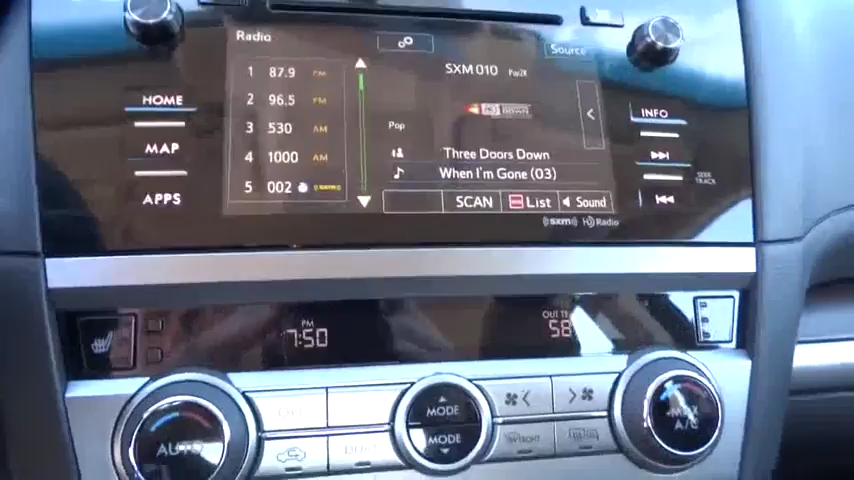 Radio
Source
1 87.9 FM
2 96.5 FM
3 530 AM
4 1000 AM
5 002
SXM 010
Pop
Three Doors Down
When I'm Gone (03)
SCAN List Sound
sxm HD Radio
HOME
MAP
APPS
INFO
SEEK
TRACK
PM
7:50
58
AUTO
MODE
MODE
MAX
A/C